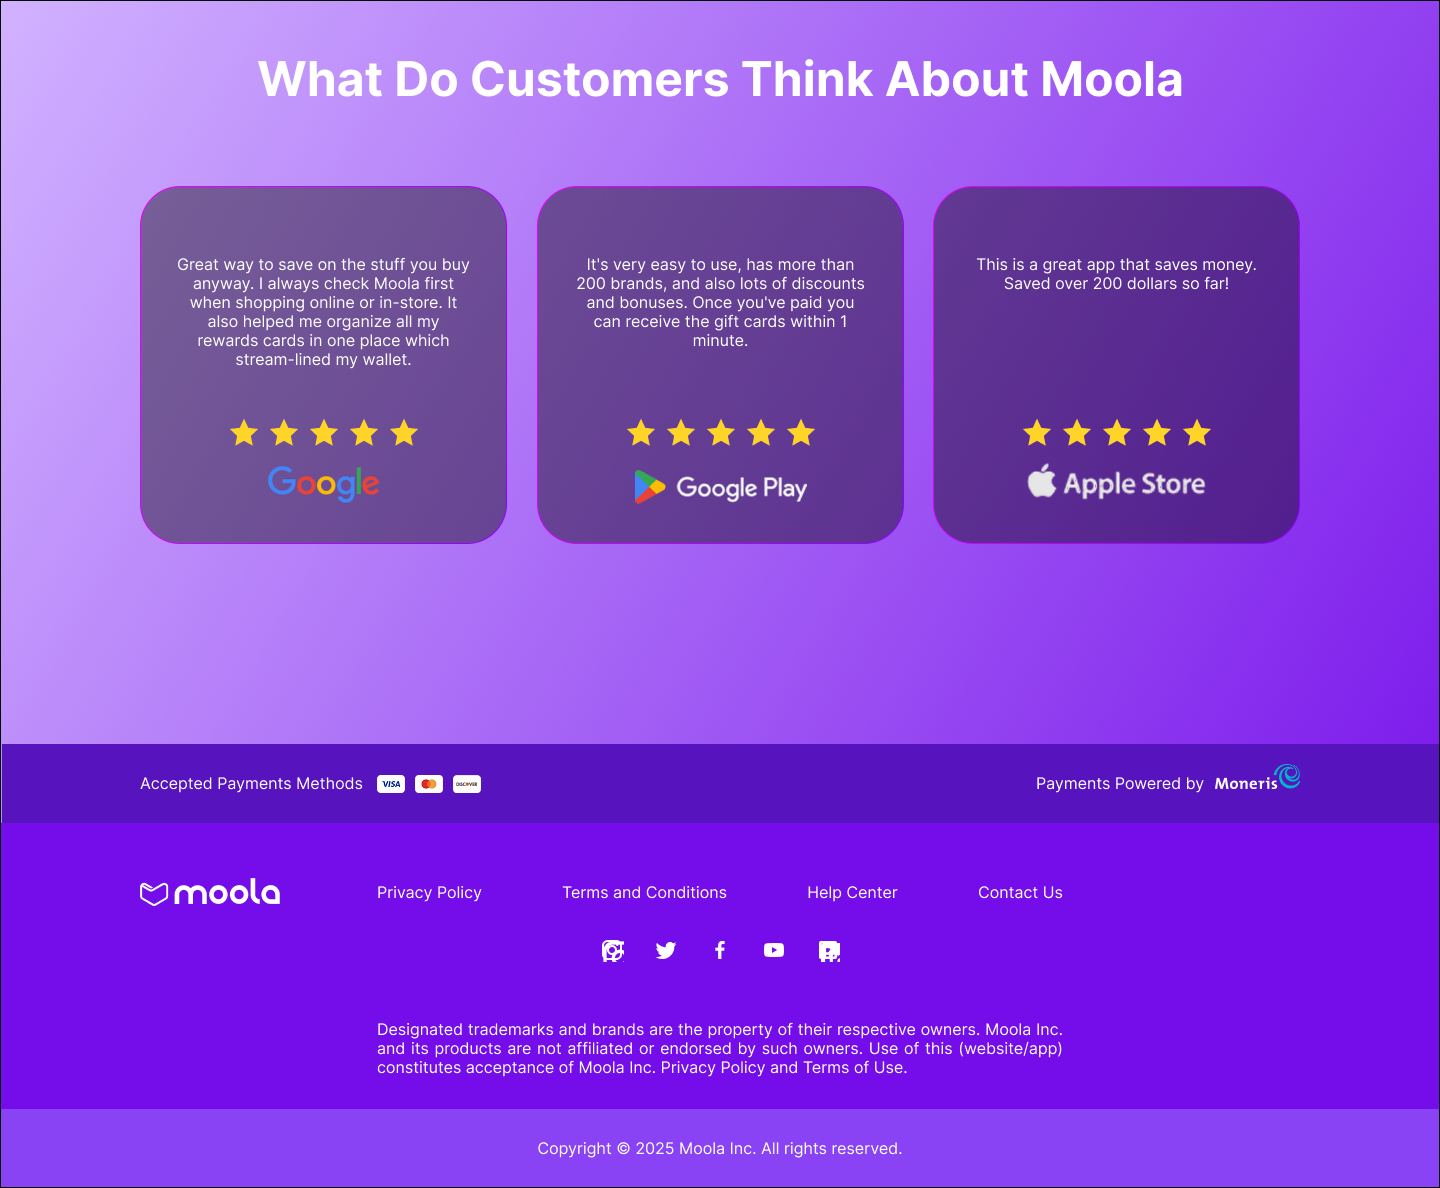 What Do Customers Think About Moola
Great way to save on the stuff you buy
anyway. I always check Moola first
when shopping online or in-store. It
also helped me organize all my
rewards cards in one place which
stream-lined my wallet.
Google
It's very easy to use, has more than
200 brands, and also lots of discounts
and bonuses. Once you've paid you
can receive the gift cards within 1
minute.
Google Play
This is a great app that saves money.
Saved over 200 dollars so far!
Apple Store
Accepted Payments Methods VISA DISCOVER
Payments Powered by Moneris
moola
Privacy Policy
Terms and Conditions
Help Center
Contact Us
Designated trademarks and brands are the property of their respective owners. Moola Inc.
and its products are not affiliated or endorsed by such owners. Use of this (website/app)
constitutes acceptance of Moola Inc. Privacy Policy and Terms of Use.
Copyright © 2025 Moola Inc. All rights reserved.